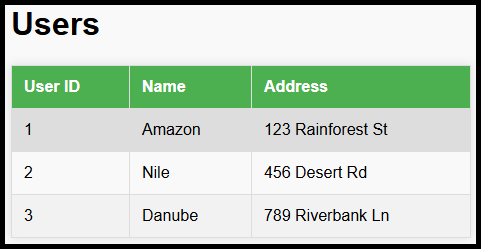 Users
User ID Name Address
1 Amazon 123 Rainforest St
2 Nile 456 Desert Rd
3 Danube 789 Riverbank Ln